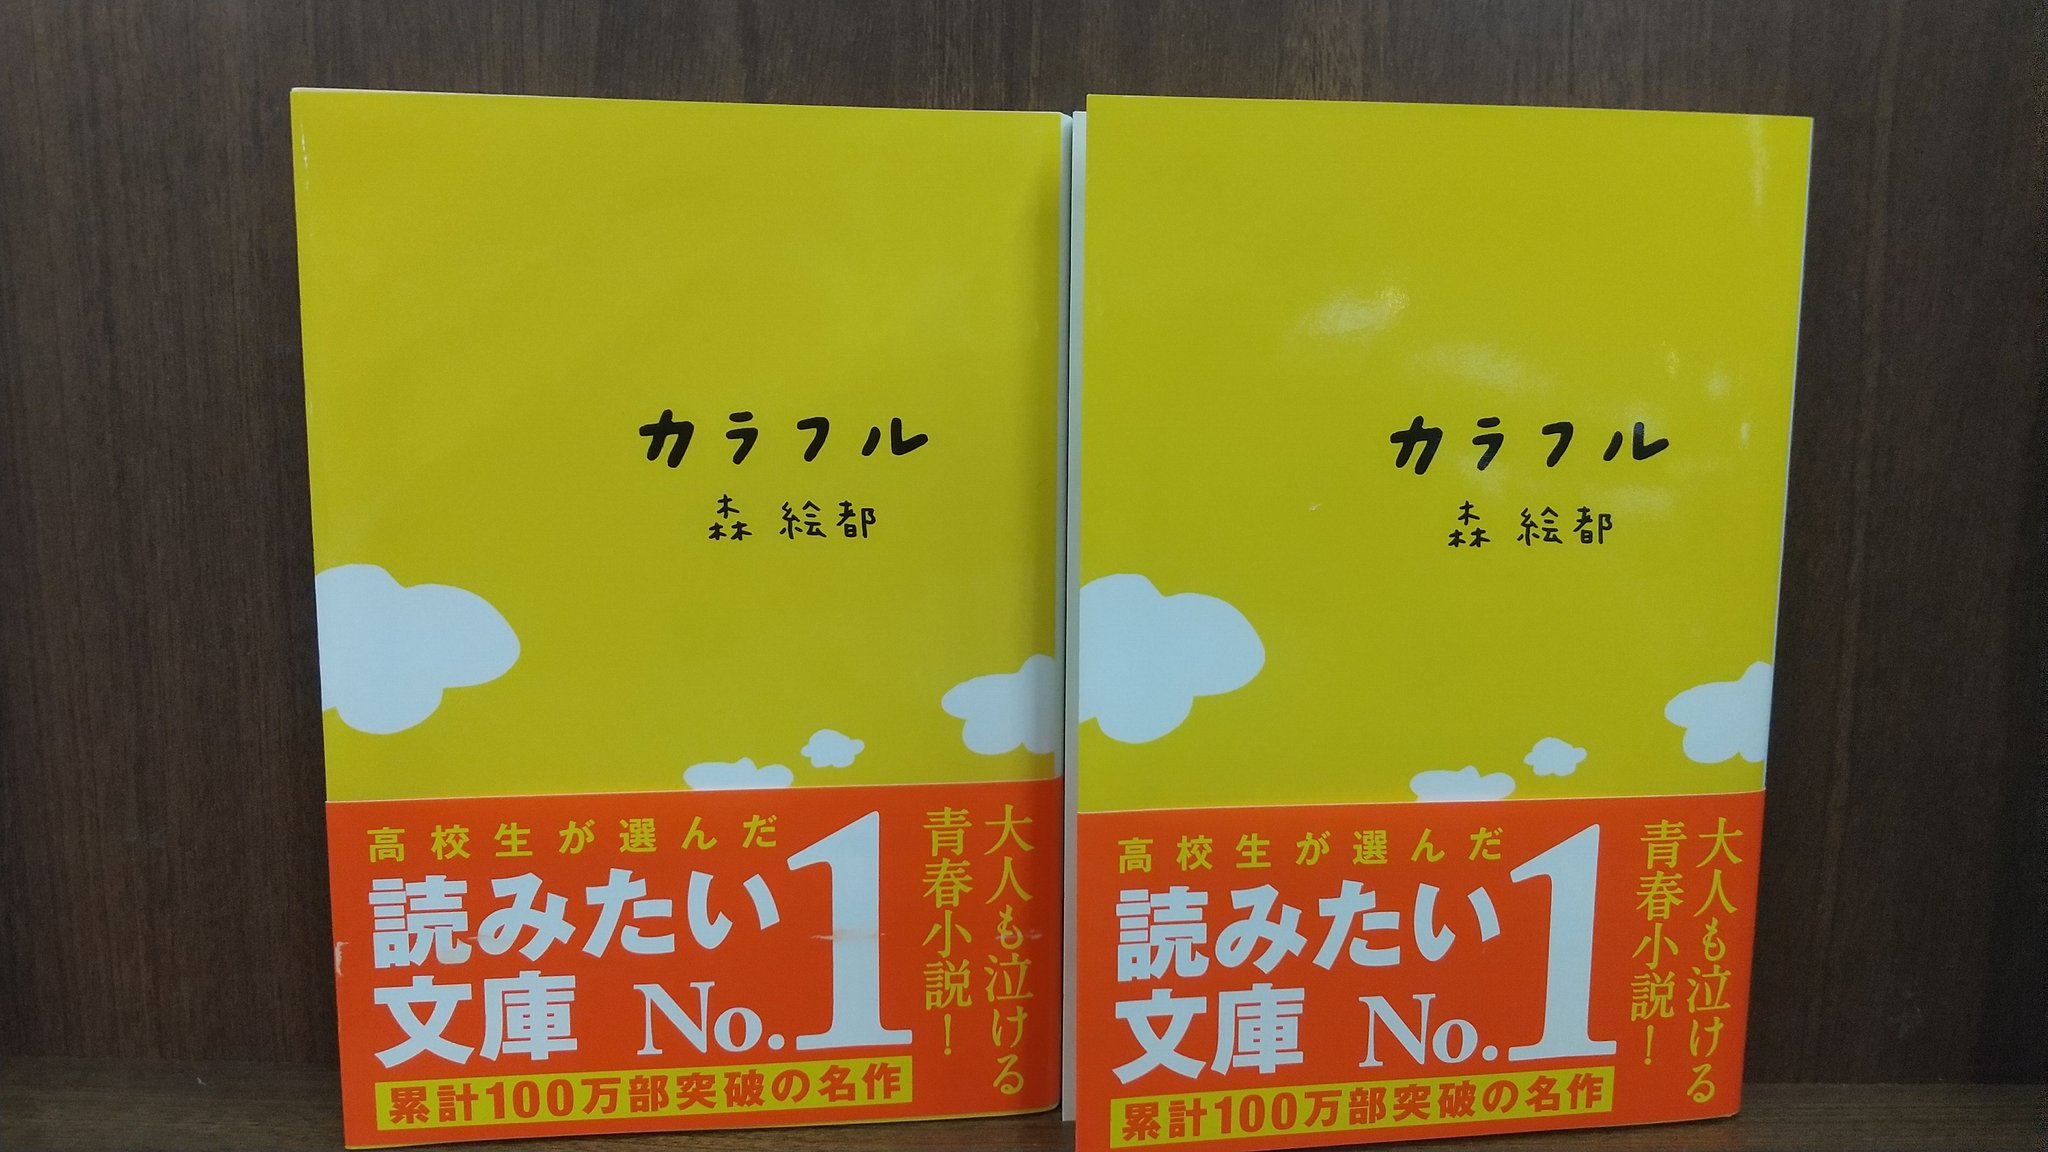 カラフル
森 絵都
高校生が選んだ
読みたい
文庫 No.1
大人も泣ける
青春小説！
累計100万部突破の名作
カラフル
森 絵都
高校生が選んだ
読みたい
文庫 No.1
大人も泣ける
青春小説！
累計100万部突破の名作